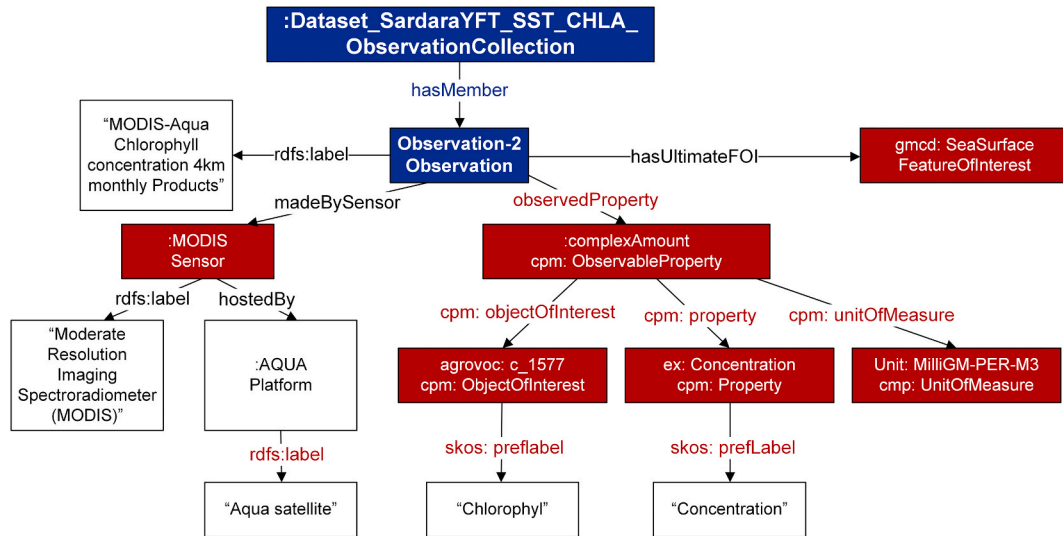 :Dataset_SardaraYFT_SST_CHLA_
ObservationCollection
hasMember
“MODIS-Aqua
Chlorophyll
concentration 4km
monthly Products”
rdfs:label
Observation-2
Observation
hasUltimateFOI
gmcd: SeaSurface
FeatureOfInterest
madeBySensor
observedProperty
:MODIS
Sensor
:complexAmount
cpm: ObservableProperty
rdfs:label
hostedBy
cpm: objectOfInterest
cpm: property
cpm: unitOfMeasure
“Moderate
Resolution
Imaging
Spectroradiometer
(MODIS)”
:AQUA
Platform
agrovoc: c_1577
cpm: ObjectOfInterest
ex: Concentration
cpm: Property
Unit: MilliGM-PER-M3
cmp: UnitOfMeasure
rdfs:label
skos: preflabel
skos: prefLabel
“Aqua satellite”
“Chlorophyl”
“Concentration”